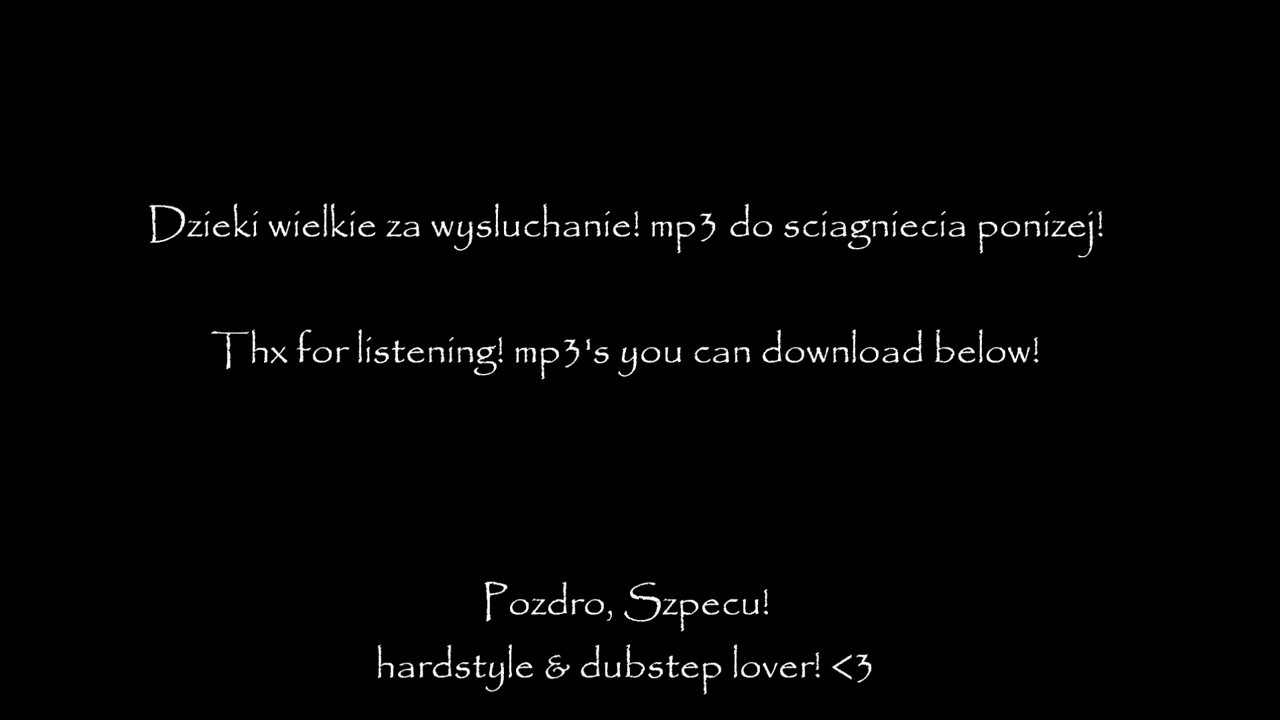 Dzieki wielkie za wysluchanie! mp3 do sciagniecia ponizej!
Thx for listening! mp3's you can download below!
Pozdro, Szpecu!
hardstyle & dubstep lover! <3